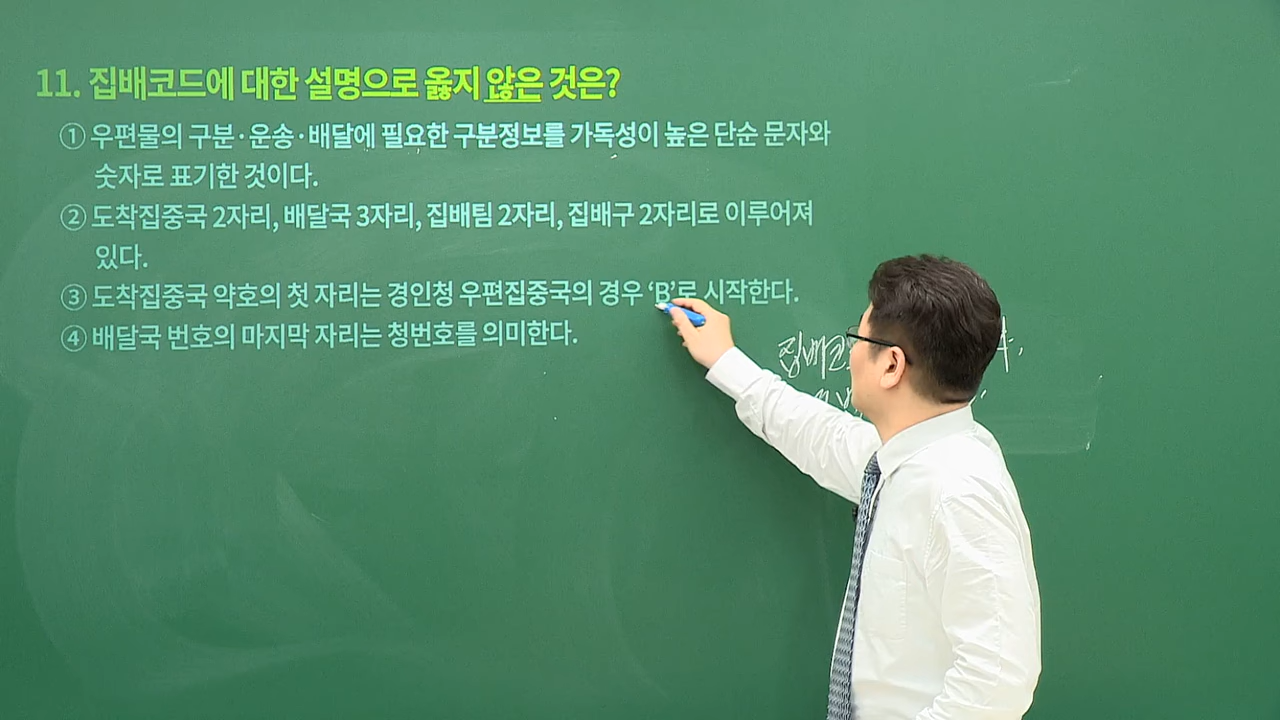 11. 집배코드에 대한 설명으로 옳지 않은 것은?
① 우편물의 구분·운송·배달에 필요한 구분정보를 가독성이 높은 단순 문자와
숫자로 표기한 것이다.
② 도착집중국 2자리, 배달국 3자리, 집배팀 2자리, 집배구 2자리로 이루어져
있다.
③ 도착집중국 약호의 첫 자리는 경인청 우편집중국의 경우 ‘B’로 시작한다.
④ 배달국 번호의 마지막 자리는 청번호를 의미한다.